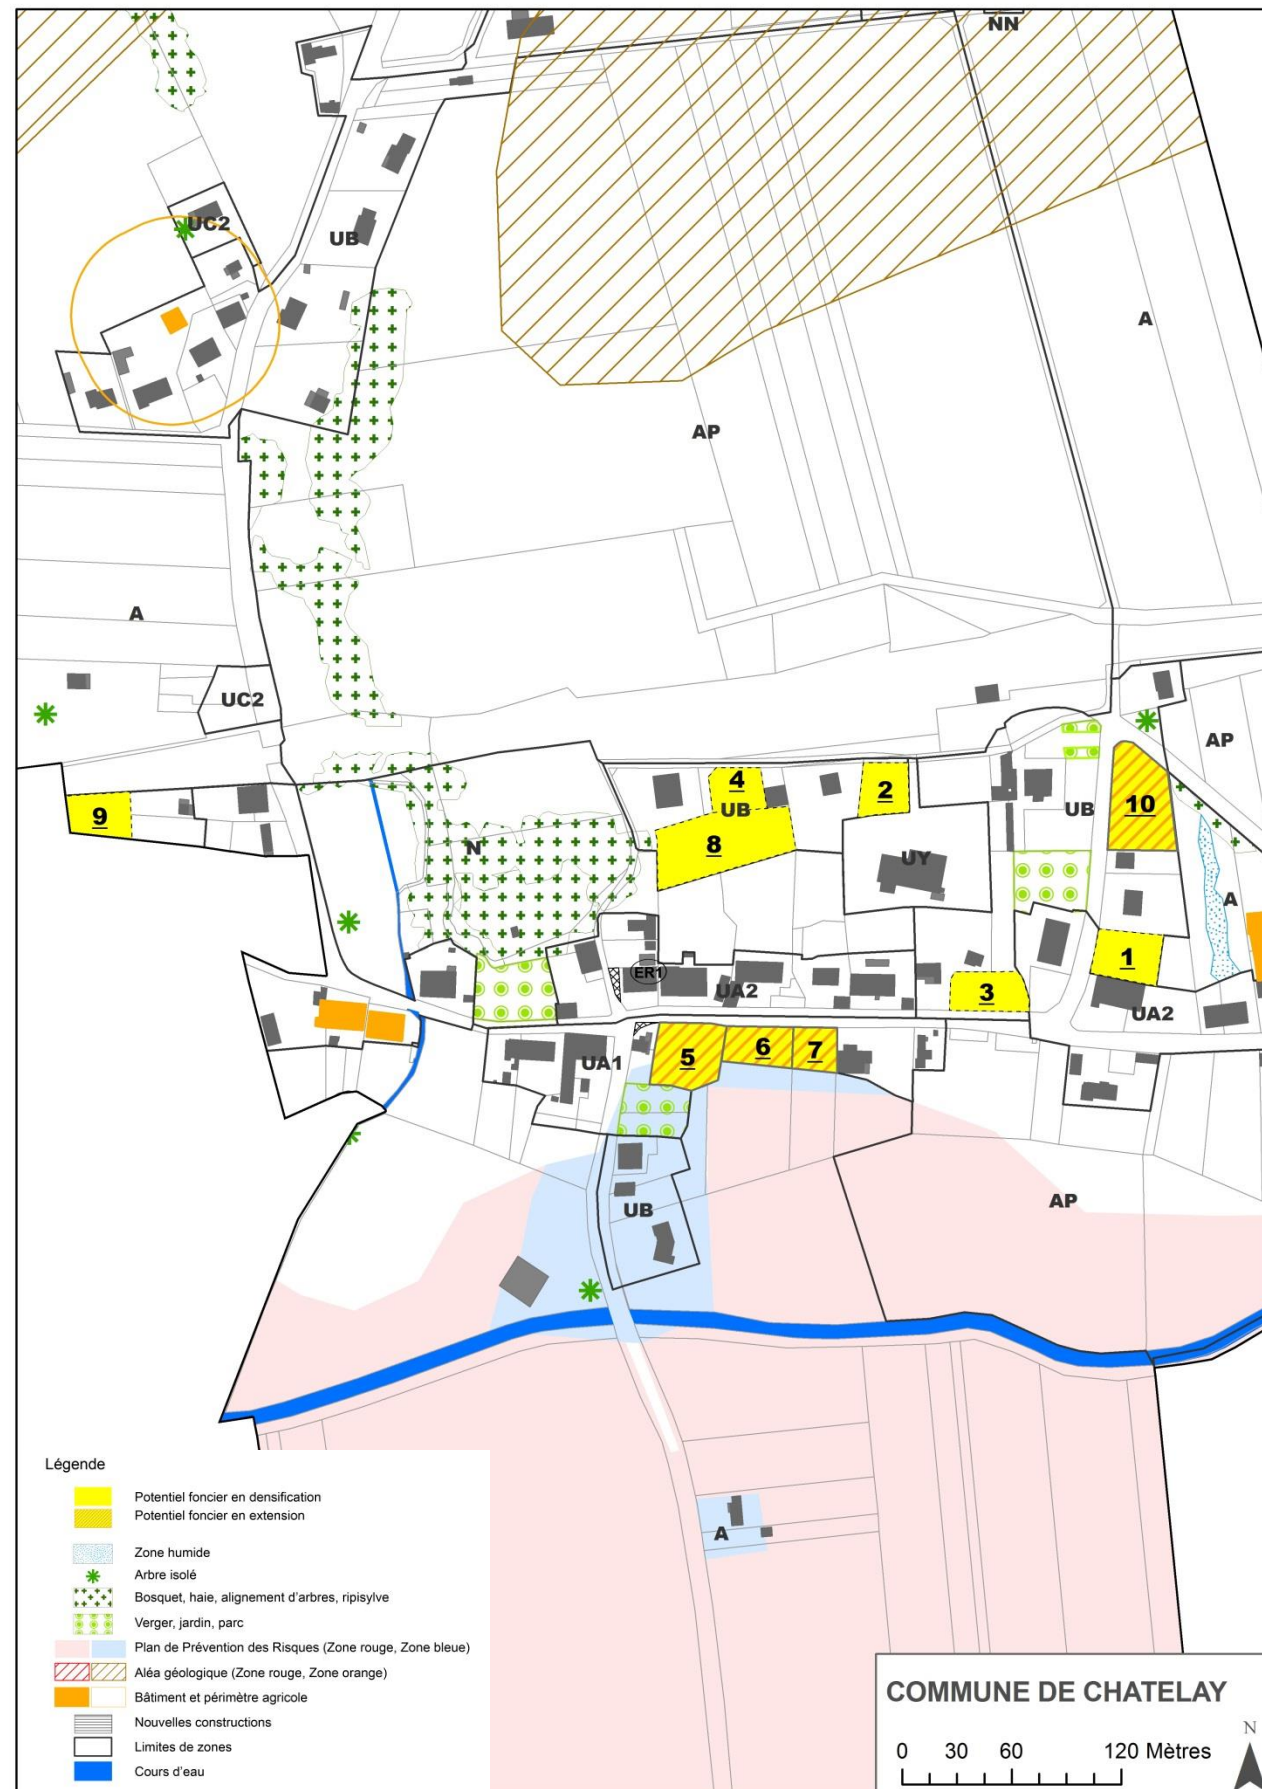 NN
UC2
UB
A
AP
A
UC2
AP
9
4
2
UB
8
UB
10
N
UY
A
1
ER1
UA2
3
UA2
UA1
5
6
7
UB
AP
A
Légende
Potentiel foncier en densification
Potentiel foncier en extension
Zone humide
Arbre isolé
Bosquet, haie, alignement d'arbres, ripisylve
Verger, jardin, parc
Plan de Prévention des Risques (Zone rouge, Zone bleue)
Aléa géologique (Zone rouge, Zone orange)
Bâtiment et périmètre agricole
Nouvelles constructions
Limites de zones
Cours d'eau
COMMUNE DE CHATELAY
N
0 30 60 120 Mètres